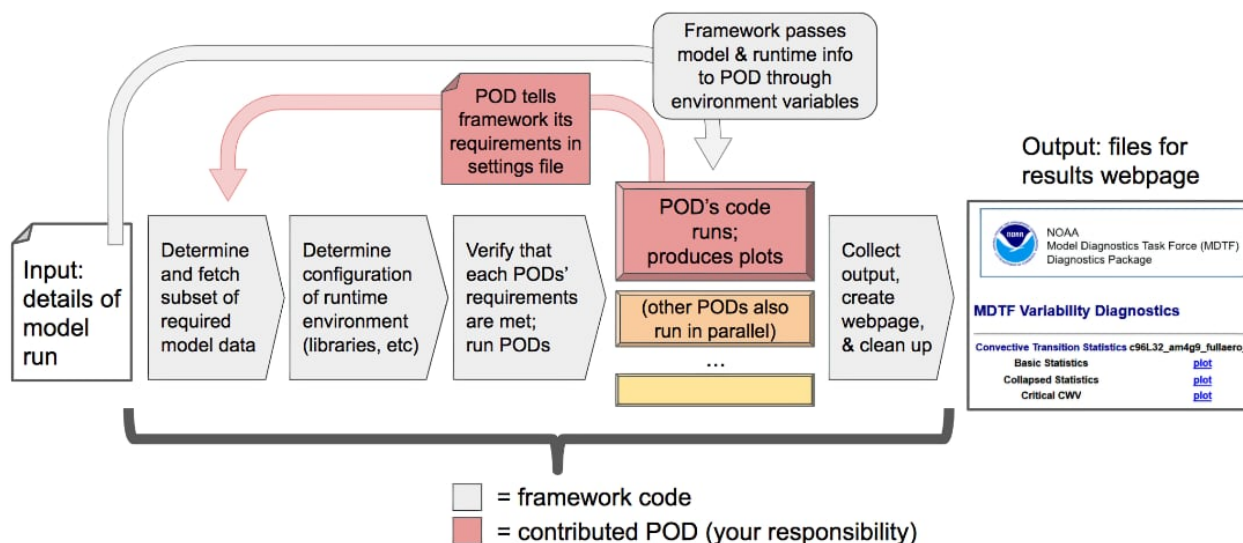 Framework passes
model & runtime info
to POD through
environment variables
POD tells
framework its
requirements in
settings file
Input:
details of
model
run
Determine
and fetch
subset of
required
model data
Determine
configuration
of runtime
environment
(libraries, etc)
Verify that
each PODs’
requirements
are met;
run PODs
POD’s code
runs;
produces plots
(other PODs also
run in parallel)
...
Collect
output,
create
webpage,
& clean up
Output: files for
results webpage
NOAA
NOAA
Model Diagnostics Task Force (MDTF)
Diagnostics Package
MDTF Variability Diagnostics
Convective Transition Statistics c96L32_am4g9_fullaero
Basic Statistics plot
Collapsed Statistics plot
Critical CWV plot
= framework code
= contributed POD (your responsibility)